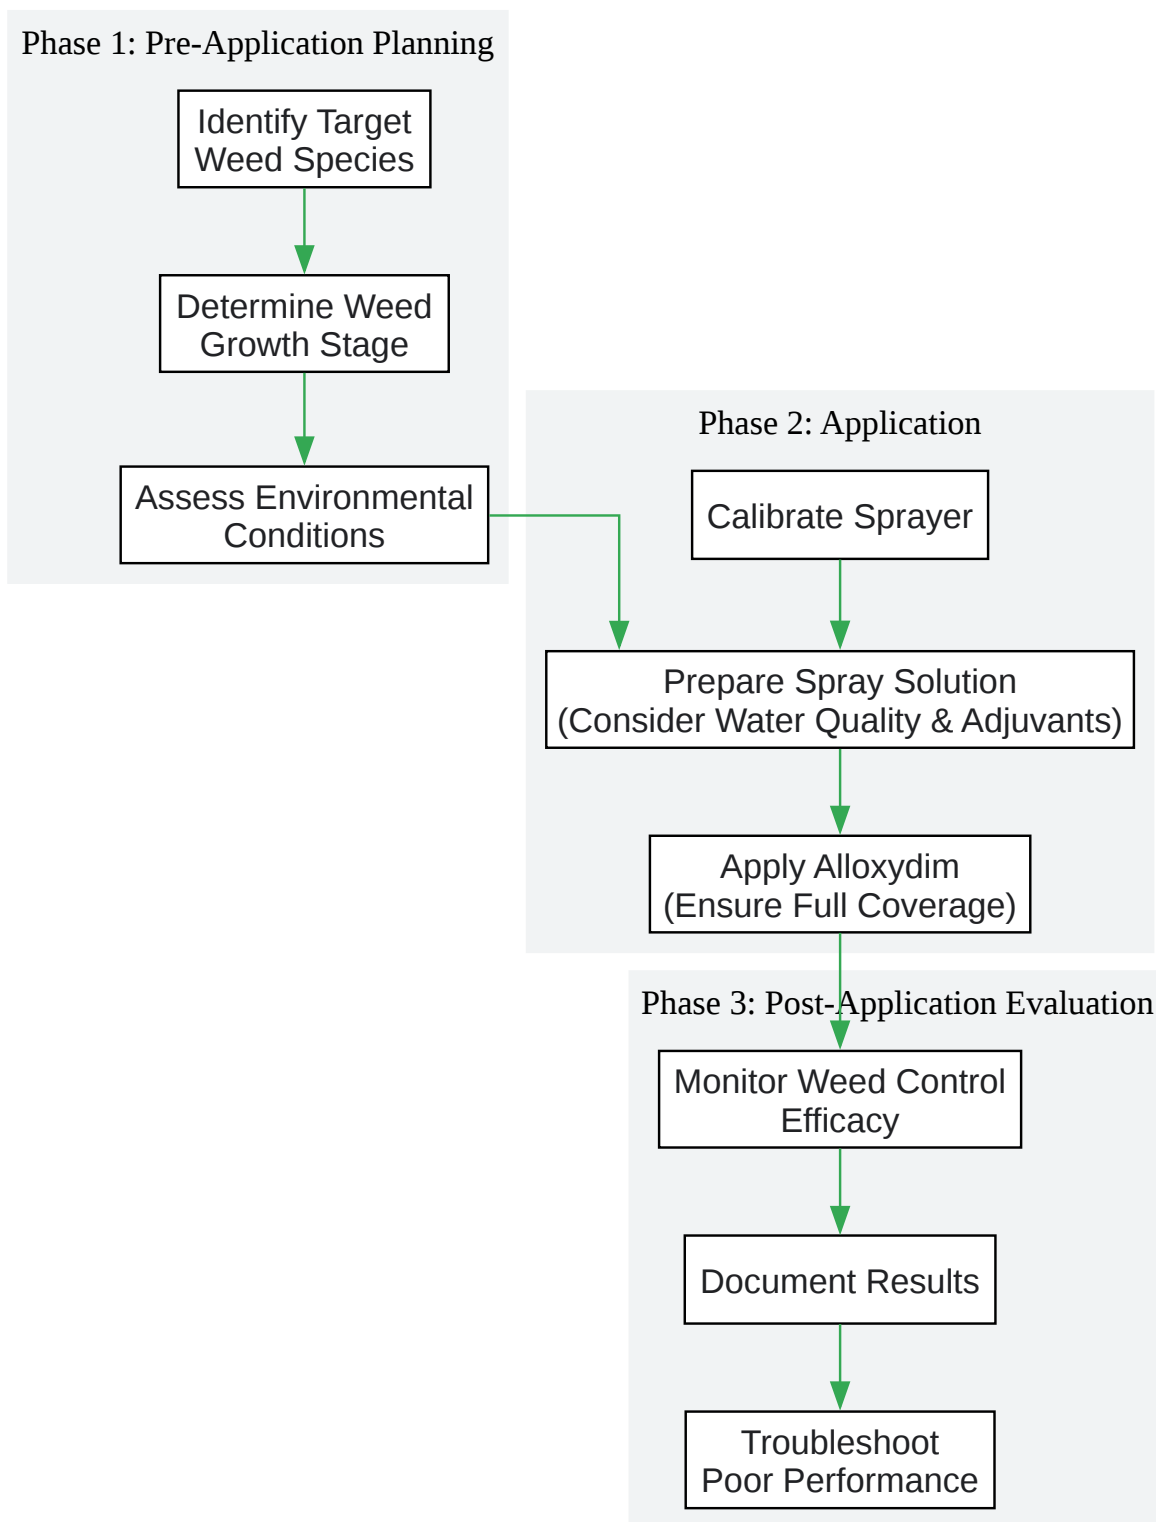 Phase 1: Pre-Application Planning
Identify Target
Weed Species
Determine Weed
Growth Stage
Assess Environmental
Conditions
Phase 2: Application
Calibrate Sprayer
Prepare Spray Solution
(Consider Water Quality & Adjuvants)
Apply Alloxydim
(Ensure Full Coverage)
Phase 3: Post-Application Evaluation
Monitor Weed Control
Efficacy
Document Results
Troubleshoot
Poor Performance